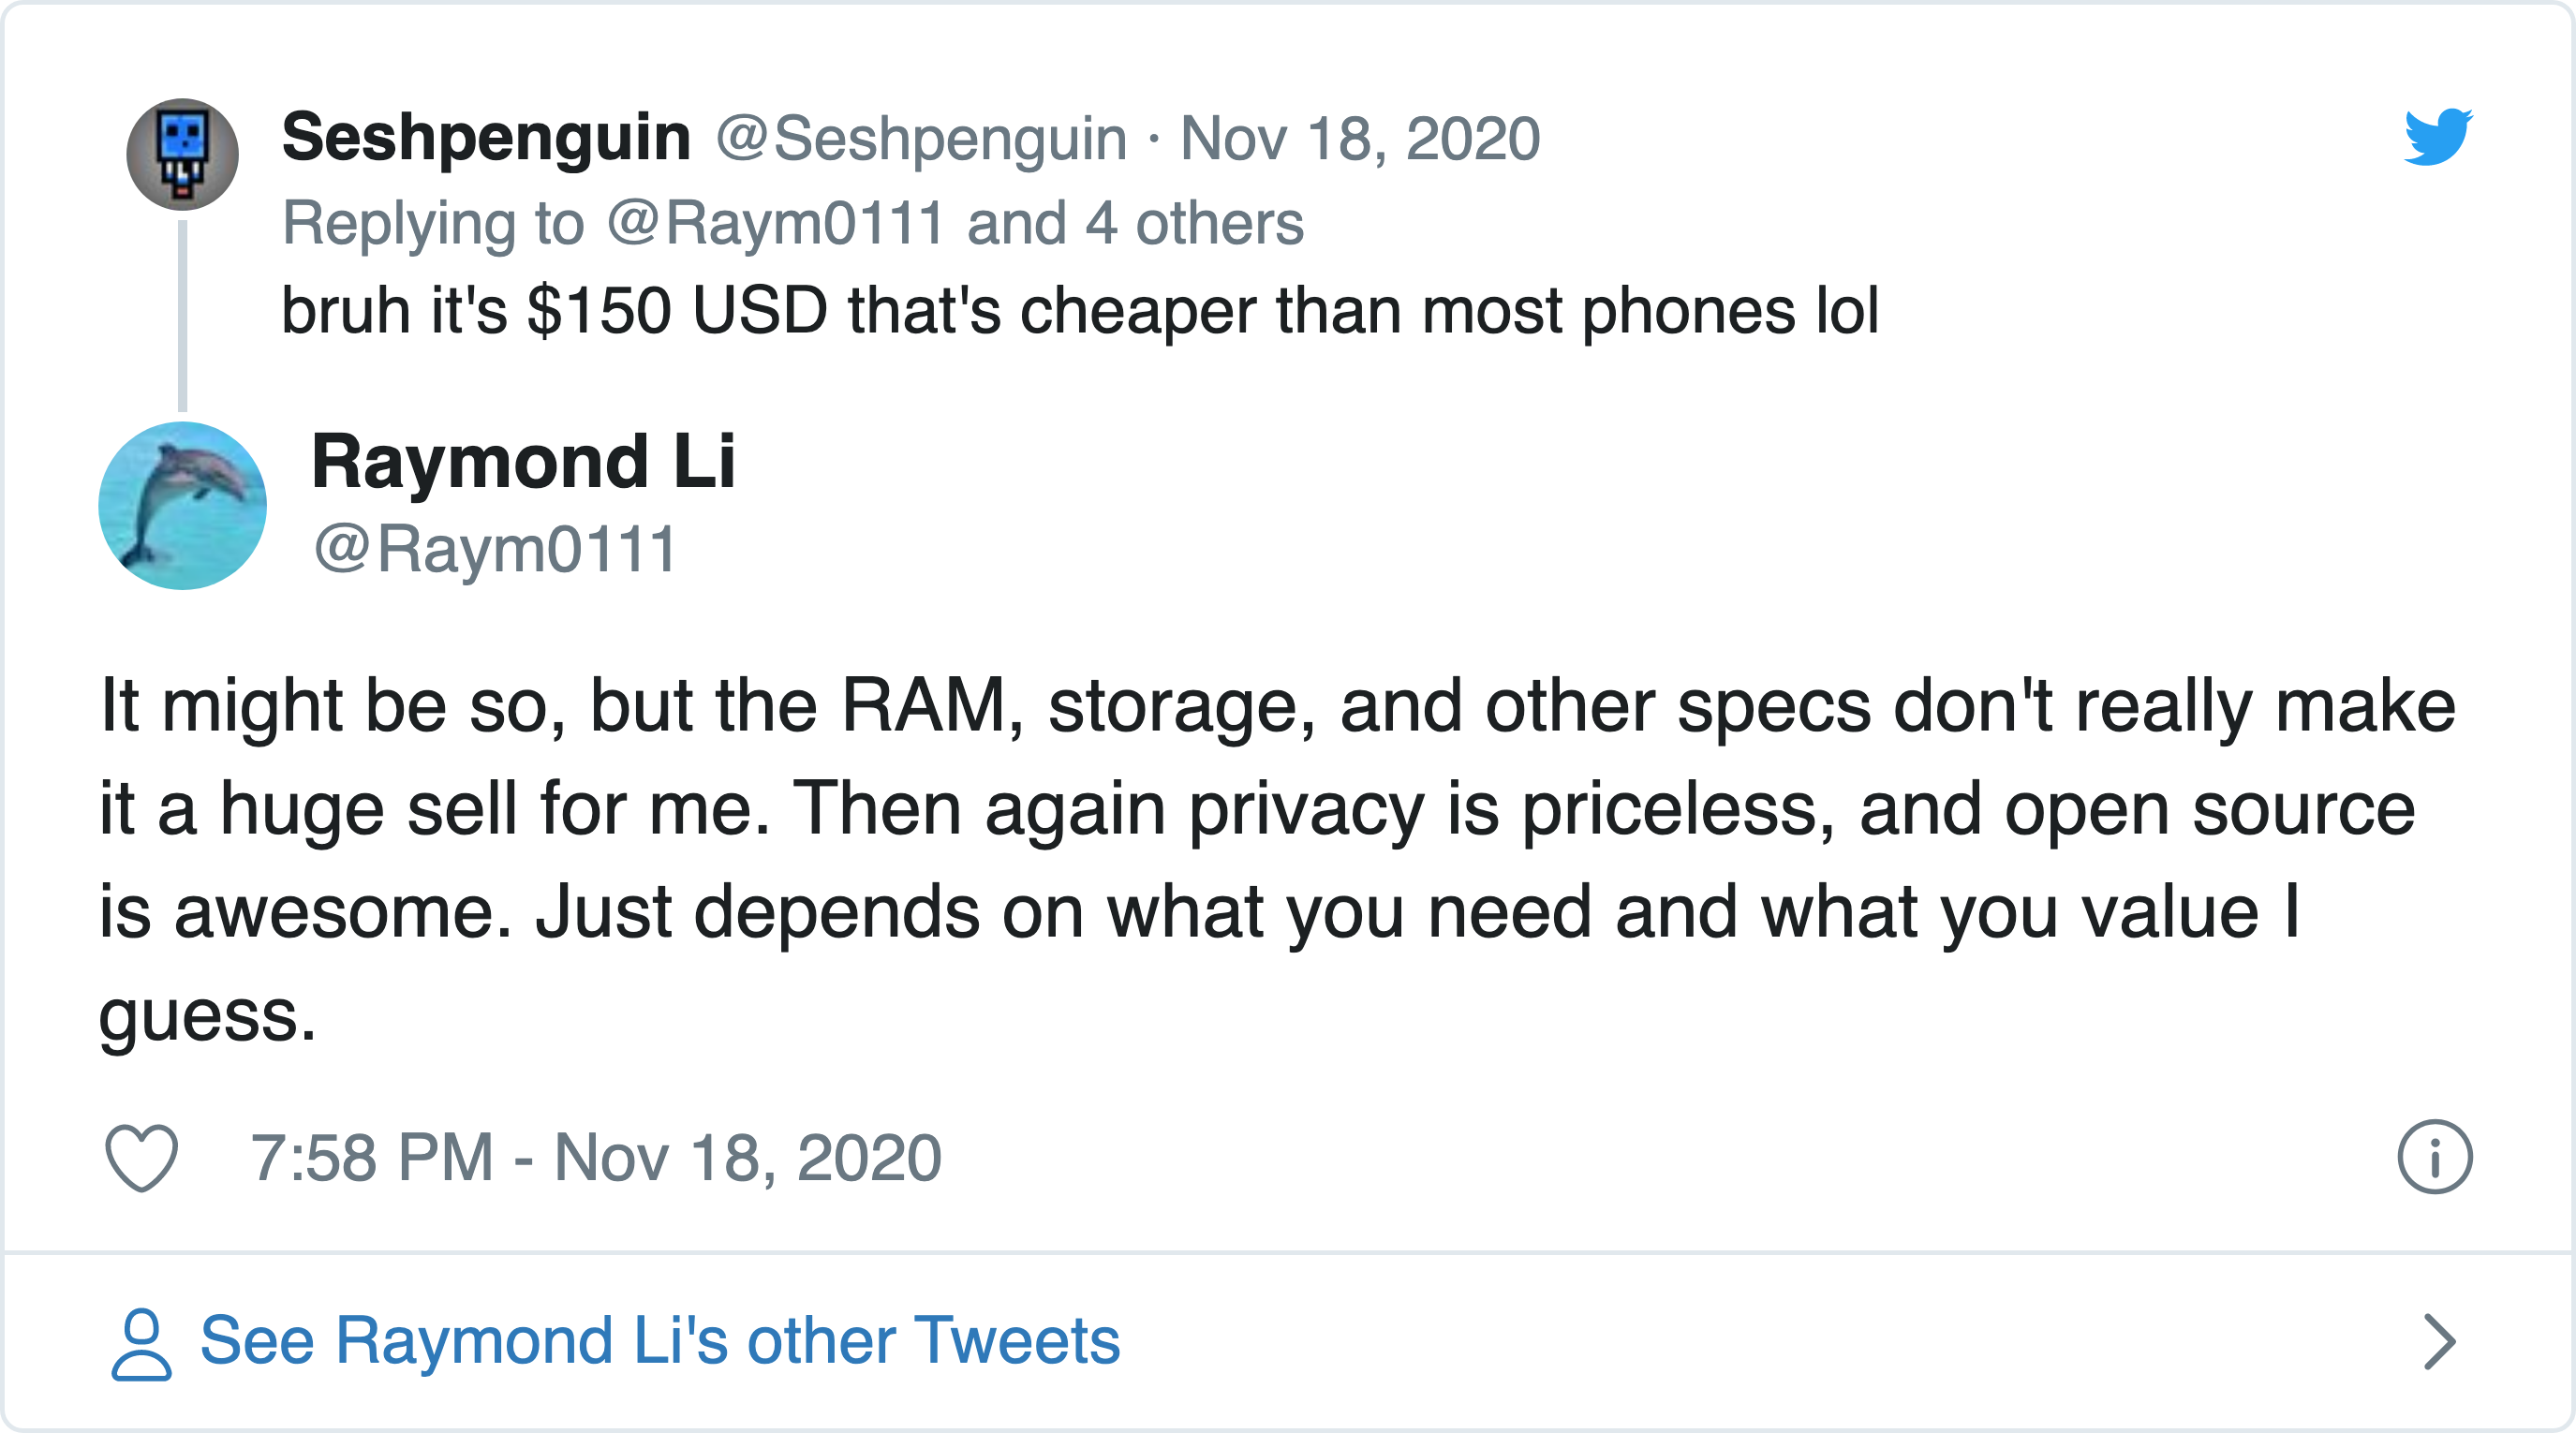 Seshpenguin @Seshpenguin · Nov 18, 2020
Replying to @Raym0111 and 4 others
bruh it's $150 USD that's cheaper than most phones lol
Raymond Li
@Raym0111
It might be so, but the RAM, storage, and other specs don't really make
it a huge sell for me. Then again privacy is priceless, and open source
is awesome. Just depends on what you need and what you value I
guess.
7:58 PM - Nov 18, 2020
See Raymond Li's other Tweets